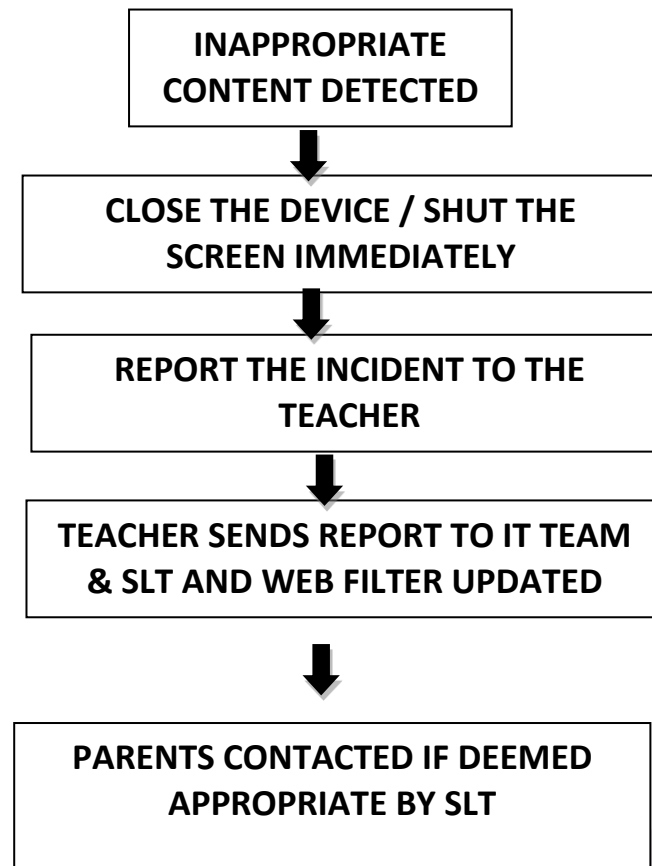 INAPPROPRIATE
CONTENT DETECTED
CLOSE THE DEVICE / SHUT THE
SCREEN IMMEDIATELY
REPORT THE INCIDENT TO THE
TEACHER
TEACHER SENDS REPORT TO IT TEAM
& SLT AND WEB FILTER UPDATED
PARENTS CONTACTED IF DEEMED
APPROPRIATE BY SLT